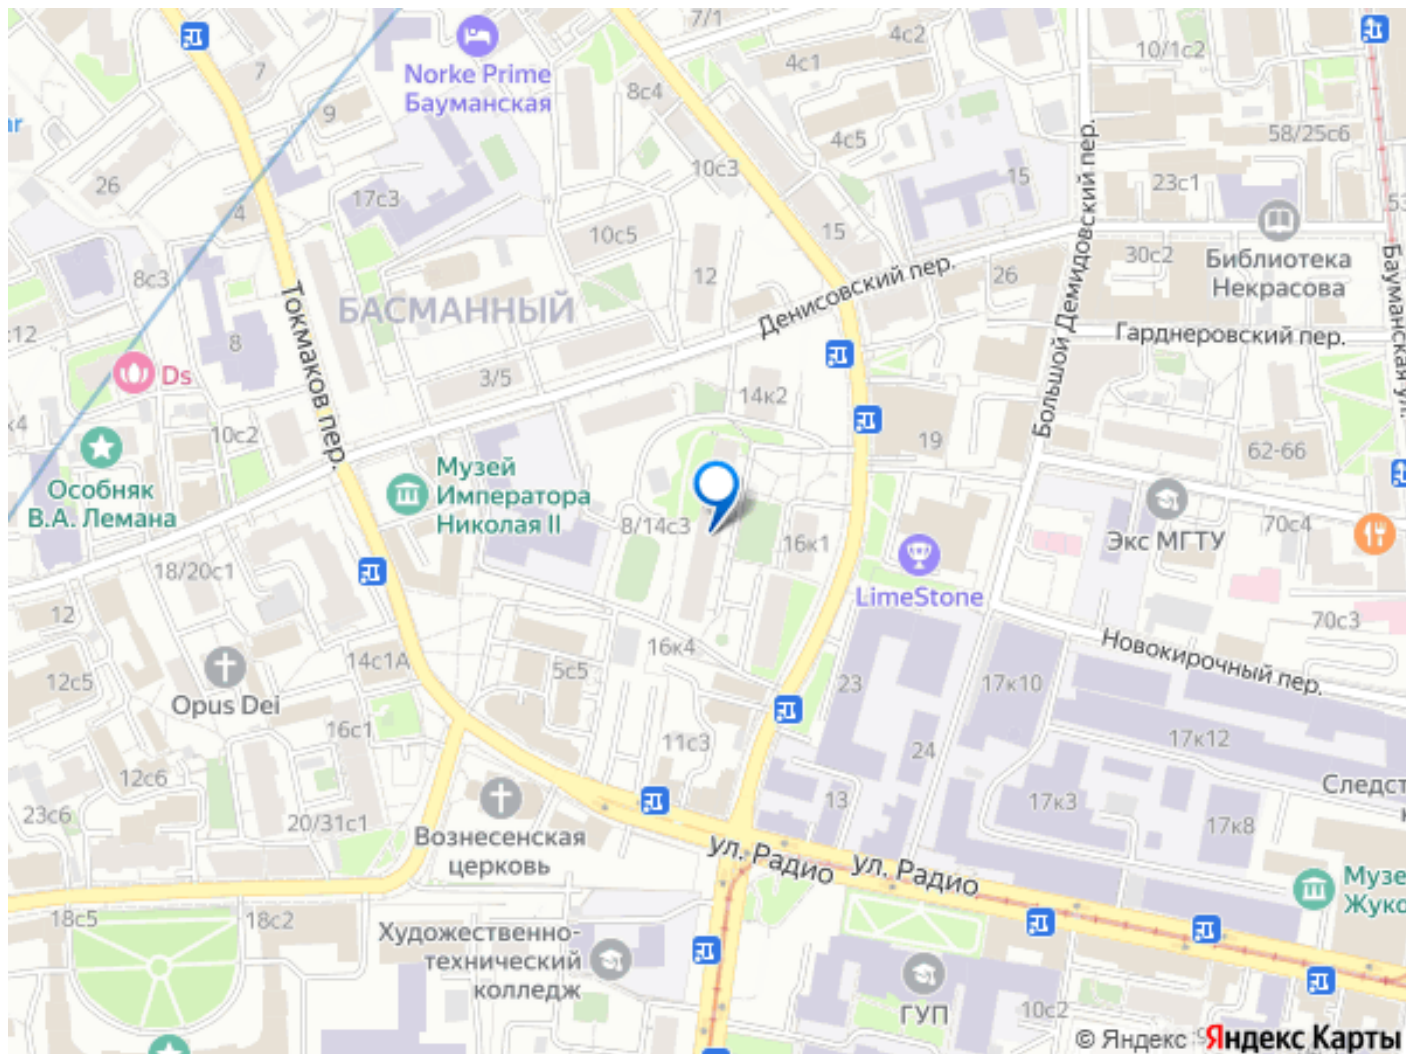 7/1
4с2
Norke Prime
Бауманская
7
4с1
10/1с2
8с4
9
4с5
58/25с6
26
17с3
10с3
15
23с1
53
4
10с5
15
Библиотека
Некрасова
30с2
8с3
12
26
Денисовский пер.
Большой Демидовский пер.
Бауманская ул.
БАСМАННЫЙ
Токмаков пер.
:12
8
Гарднеровский пер.
Ds
3/5
14к2
к4
10с2
19
62-66
Музей
Императора
Николая II
Особняк
В.А. Лемана
8/14с3
16к1
70с4
Экс МГТУ
18/20с1
LimeStone
12
70с3
16к4
Новокирочный пер.
14с1А
5с5
12с5
Opus Dei
23
17к10
16с1
11с3
24
17к12
12с6
Следст
23с6
13
17к3
20/31с1
17к8
Вознесенская
церковь
ул. Радио
ул. Радио
Музе
Жуко
18с5
18с2
Художественно-
технический
колледж
ГУП
10с2
© Яндекс Яндекс Карты